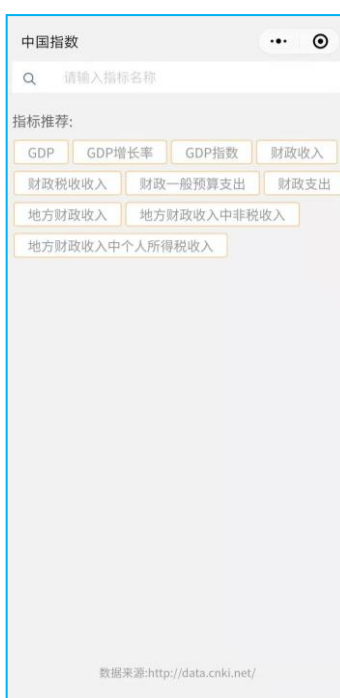 中国指数
请输入指标名称
指标推荐:
GDP GDP增长率 GDP指数 财政收入
财政税收收入 财政一般预算支出 财政支出
地方财政收入 地方财政收入中非税收入
地方财政收入中个人所得税收入
数据来源:http://data.cnki.net/